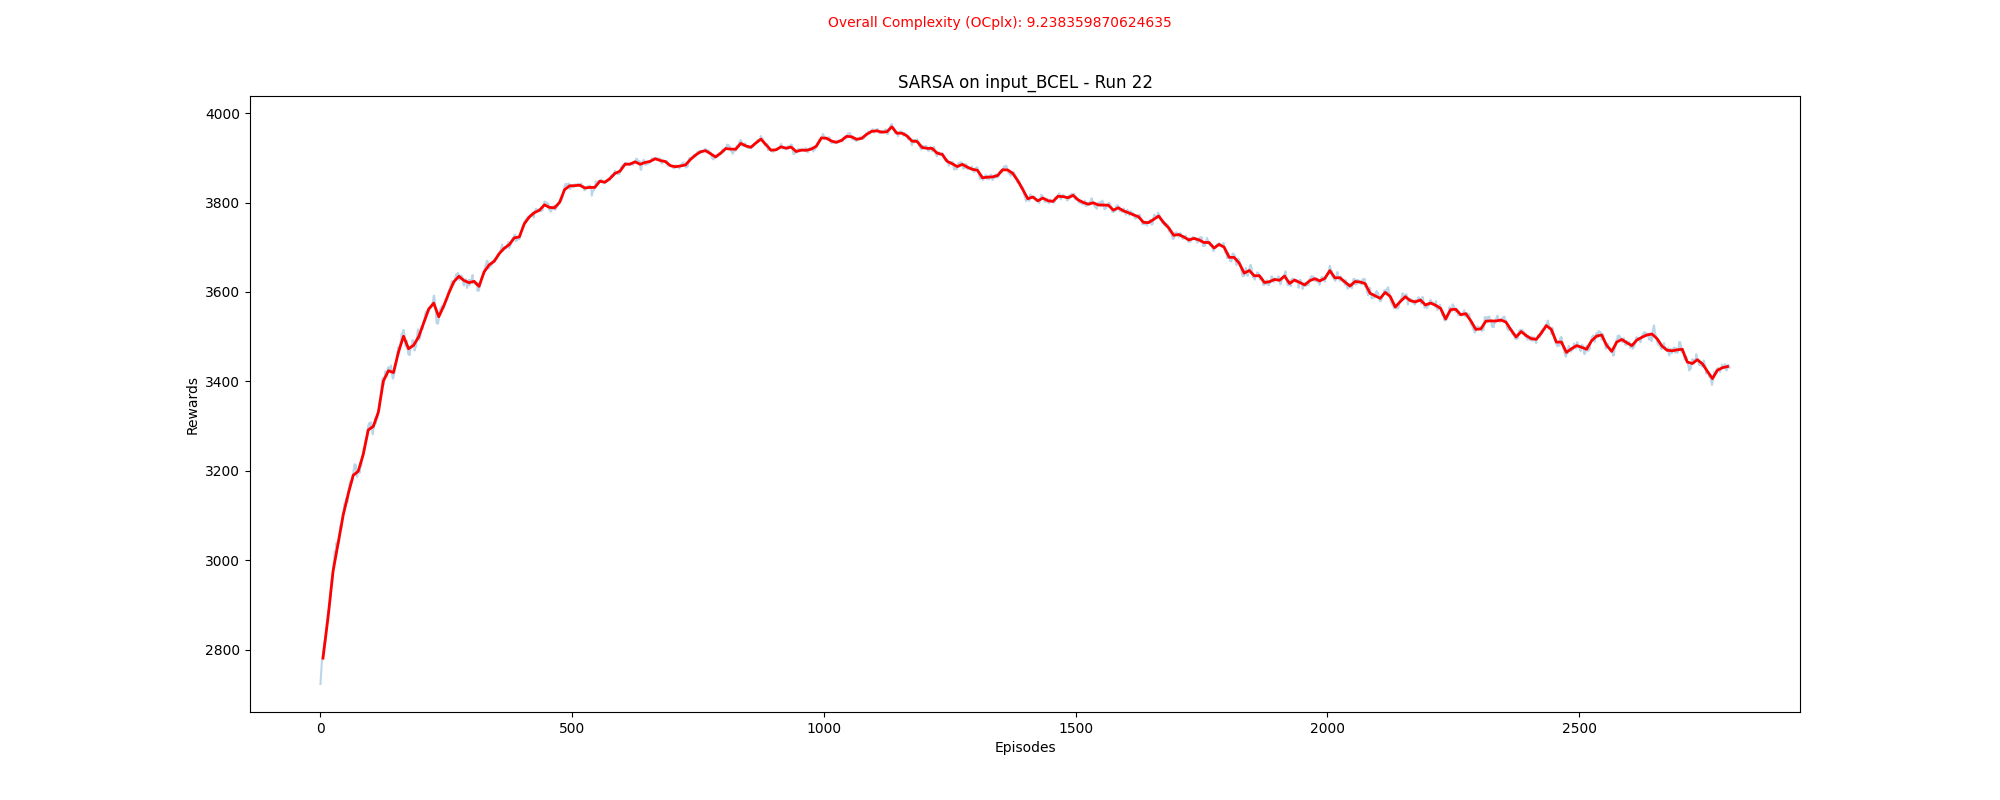 Overall Complexity (OCplx): 9.238359870624635
SARSA on input_BCEL - Run 22
4000
3800
3600
3400
3200
3000
2800
Rewards
0 500 1000 1500 2000 2500
Episodes